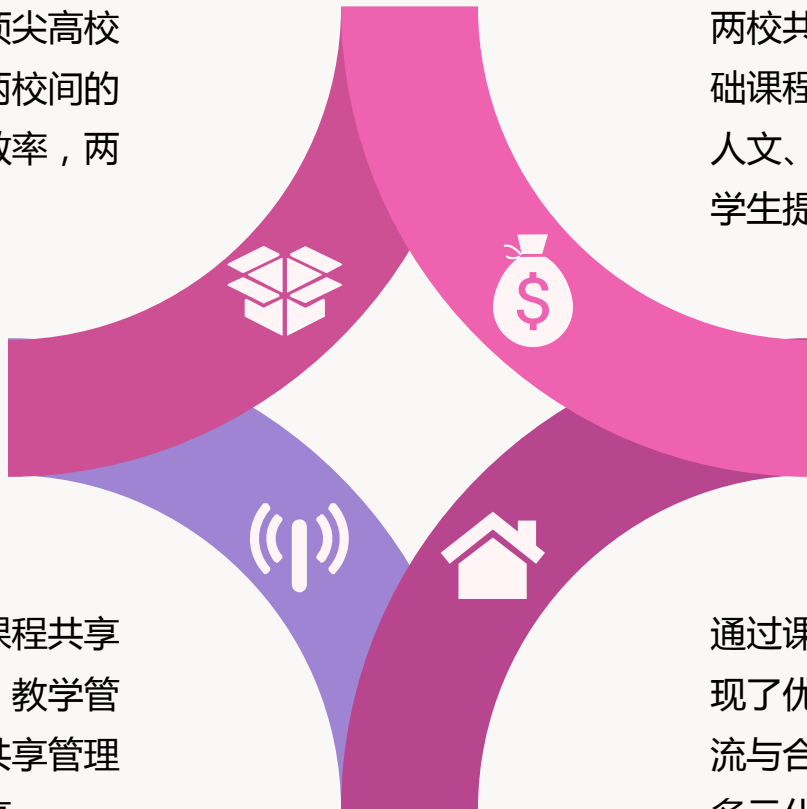 顶尖高校
两校间的
效率，两
两校共
础课程
人文、
学生提
课程共享
教学管
共享管理
通过课
现了优
流与合